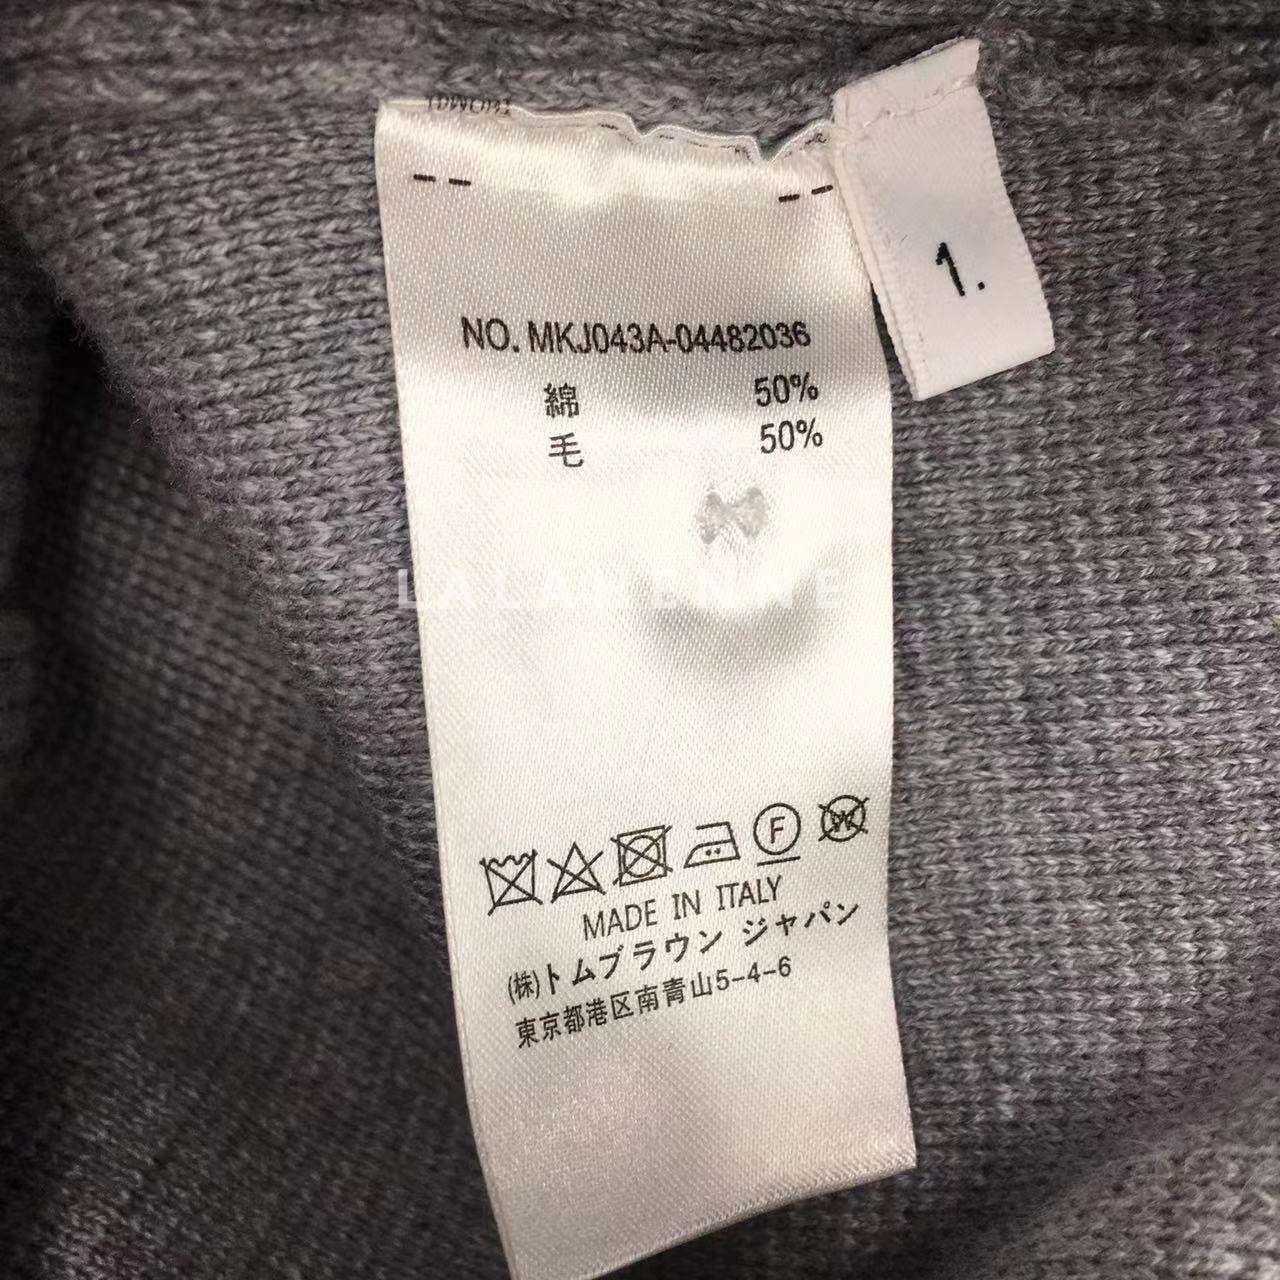 1.
NO. MKJ043A-04482036
綿 50%
毛 50%
LALAHENNE
F
W
MADE IN ITALY
(株)トムブラウン ジャパン
東京都港区南青山5-4-6